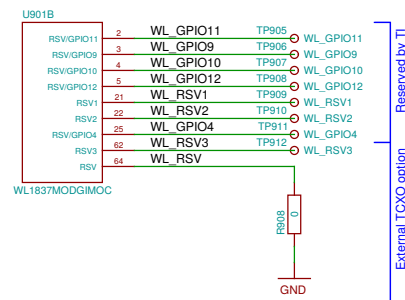 U901B
RSV/GPIO11 2 WL_GPIO11 TP905 WL_GPIO11
RSV/GPIO9 3 WL_GPIO9 TP906 WL_GPIO9
RSV/GPIO10 4 WL_GPIO10 TP907 WL_GPIO10
RSV/GPIO12 5 WL_GPIO12 TP908 WL_GPIO12
RSV1 21 WL_RSV1 TP909 WL_RSV1
RSV2 22 WL_RSV2 TP910 WL_RSV2
RSV/GPIO4 25 WL_GPIO4 TP911 WL_GPIO4
RSV3 62 WL_RSV3 TP912 WL_RSV3
RSV 64 WL_RSV
WL1837MODGIMOC
R908
0
GND
Reserved by TI
External TCXO option